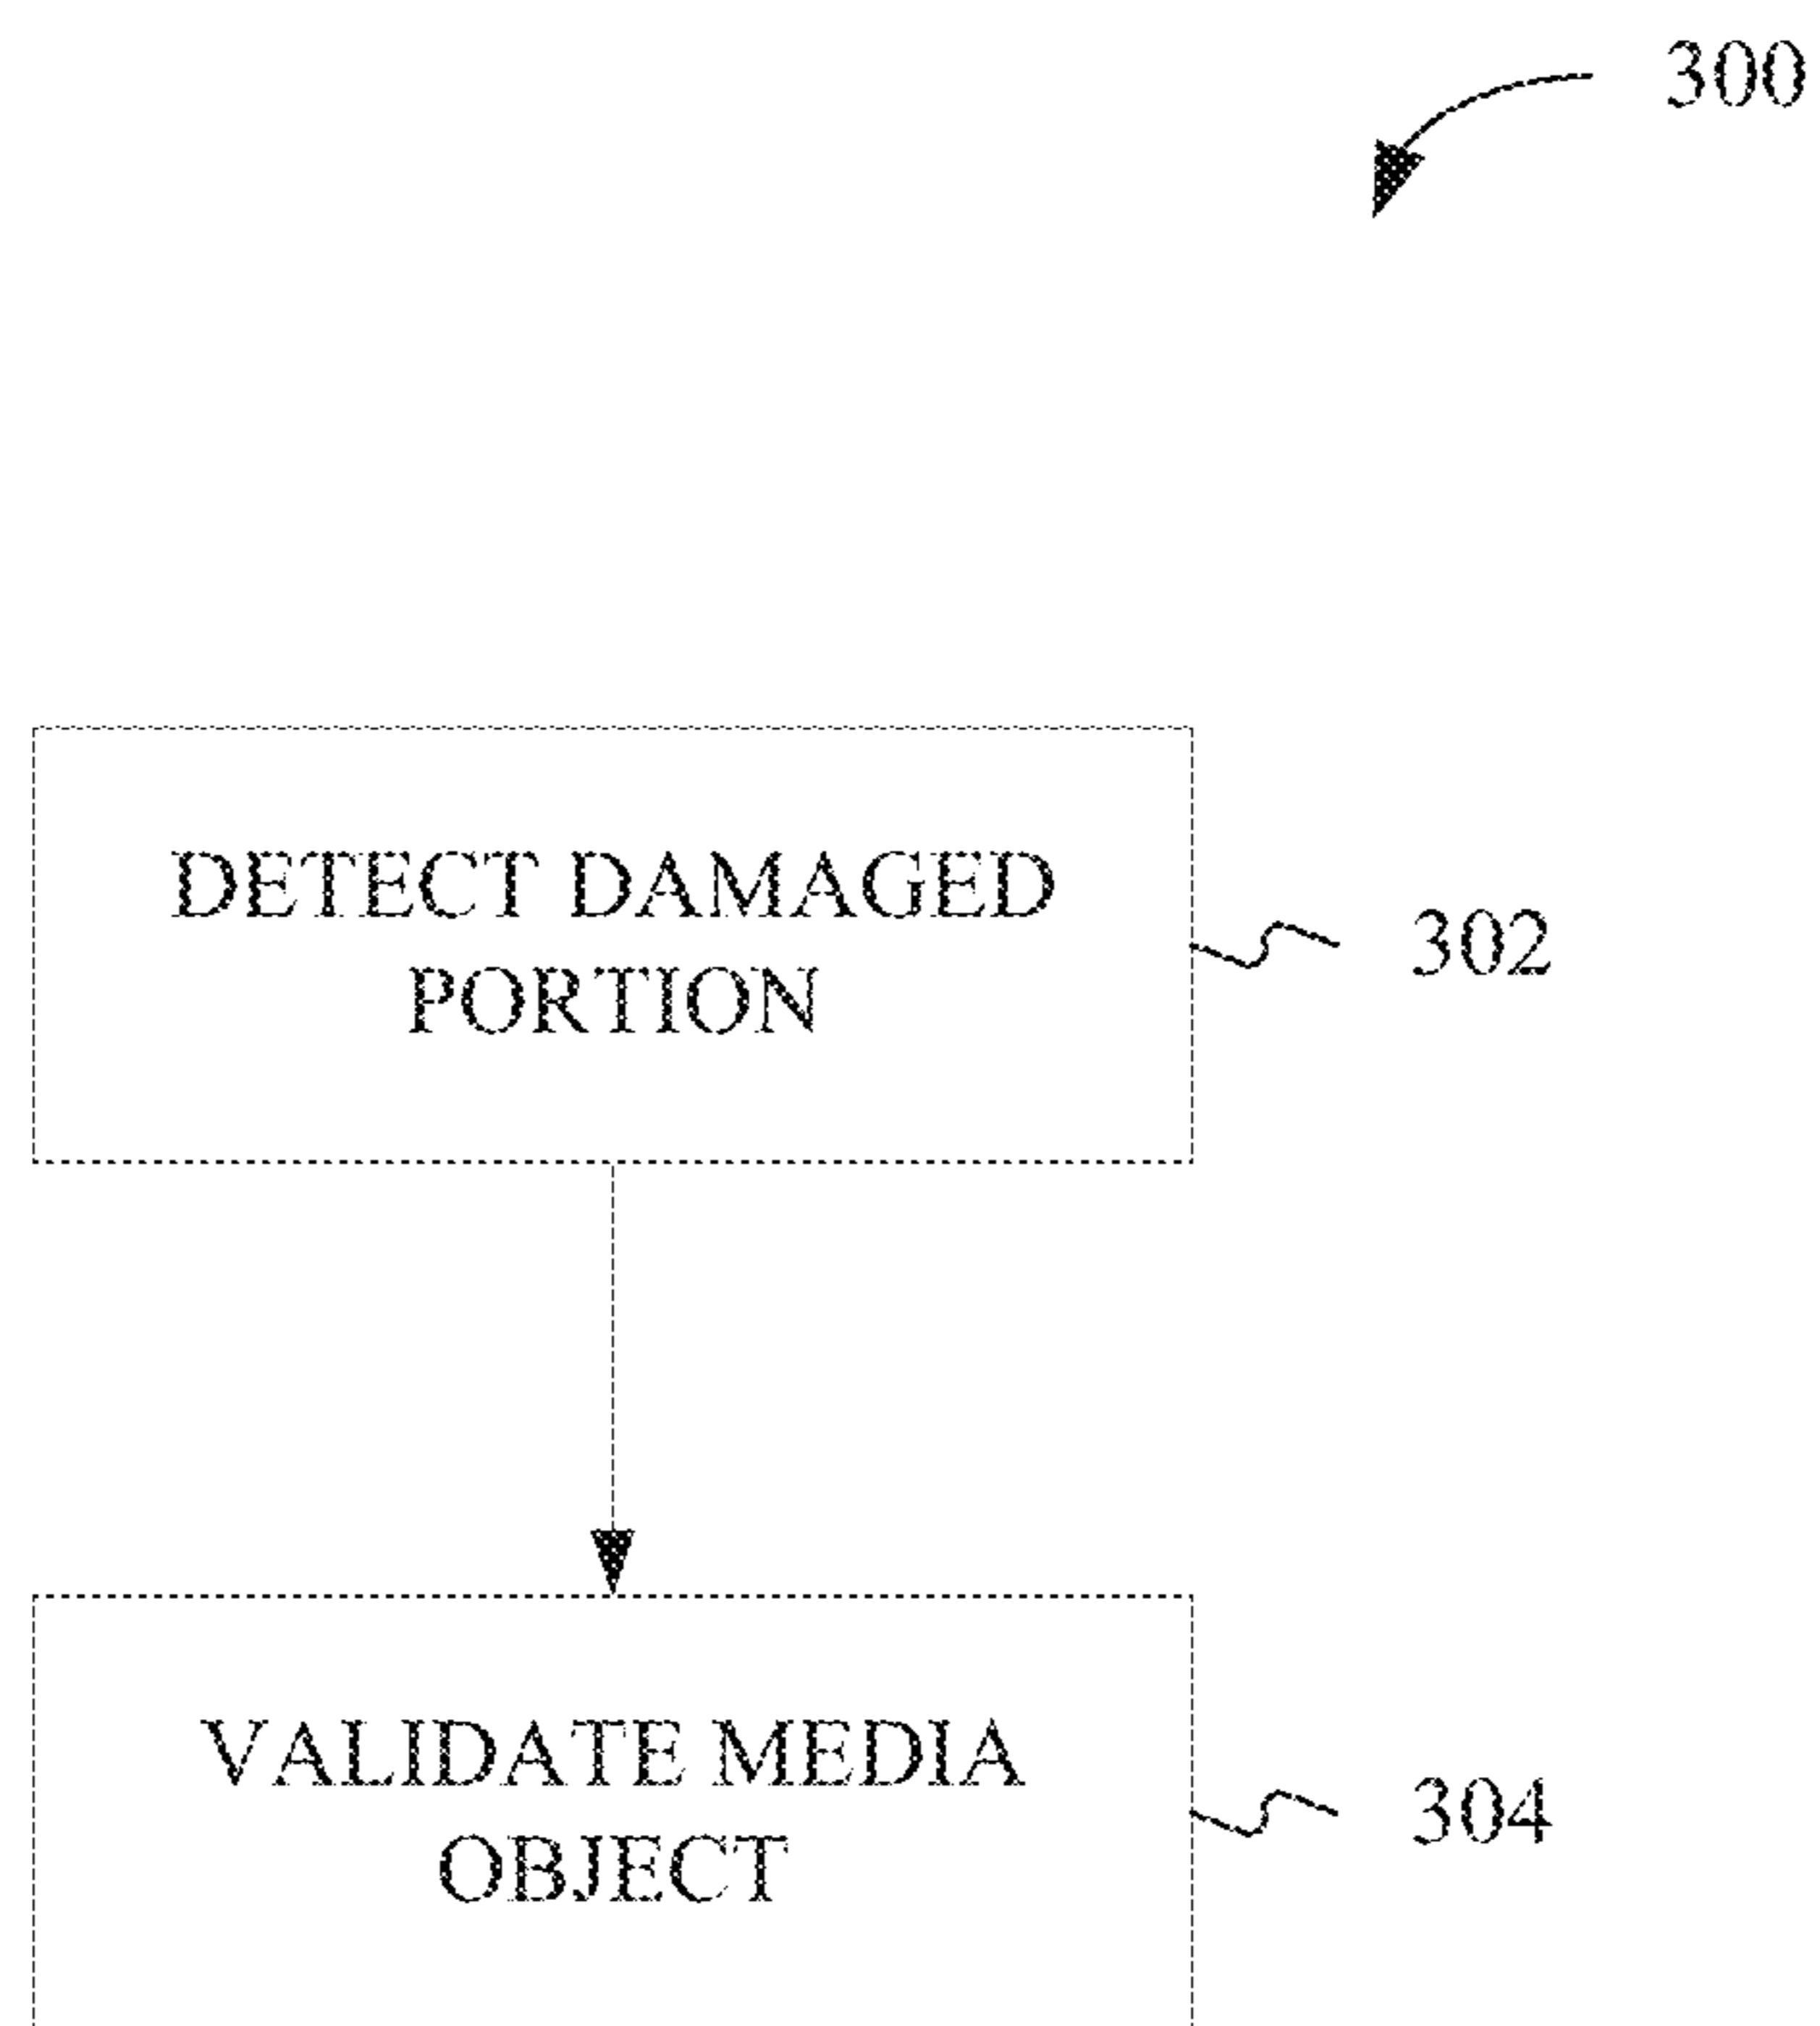 300
DETECT DAMAGED
PORTION
302
VALIDATE MEDIA
OBJECT
304